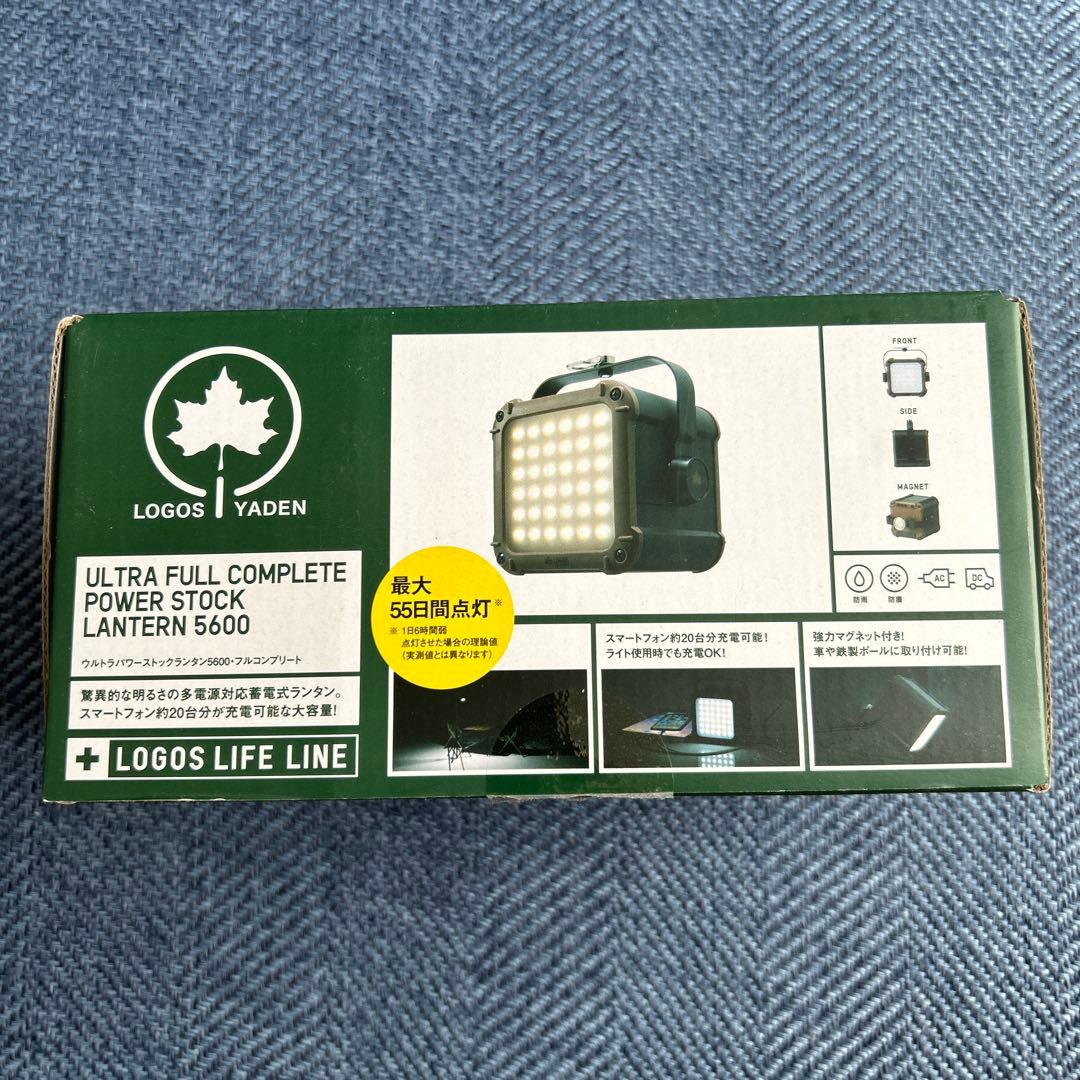 LOGOS YADEN
ULTRA FULL COMPLETE
POWER STOCK
LANTERN 5600
ウルトラパワーストックランタン5600・フルコンプリート
驚異的な明るさの多電源対応蓄電式ランタン。
スマートフォン約20台分が充電可能な大容量!
+ LOGOS LIFE LINE
最大
55日間点灯※
※ 1日6時間弱
点灯させた場合の理論値
(実測値とは異なります)
FRONT
SIDE
MAGNET
防雨
防塵
AC
DC
スマートフォン約20台分充電可能!
ライト使用時でも充電OK!
強力マグネット付き!
車や鉄製ポールに取り付け可能!